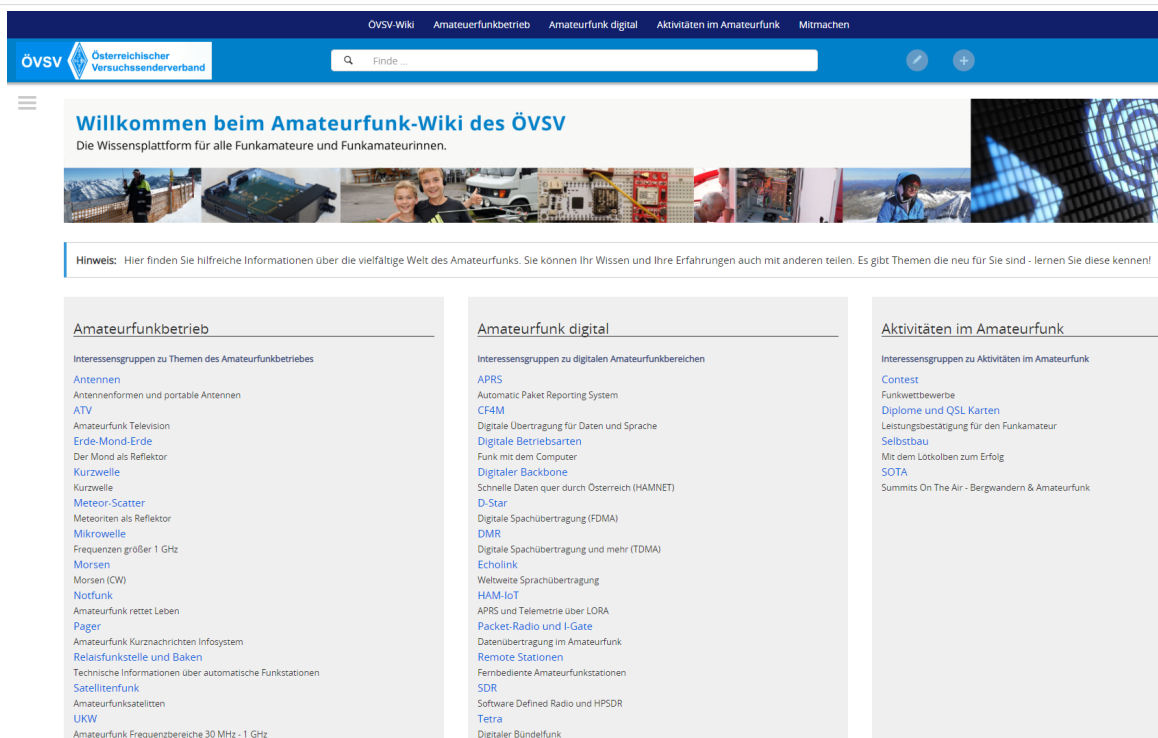 ÖVSV-Wiki Amateuerfunkbetrieb Amateurfunk digital Aktivitäten im Amateurfunk Mitmachen
ÖVSV Österreichischer
Versuchssenderverband
Finde ...
Willkommen beim Amateurfunk-Wiki des ÖVSV
Die Wissensplattform für alle Funkamateure und Funkamateurinnen.
Hinweis: Hier finden Sie hilfreiche Informationen über die vielfältige Welt des Amateurfunks. Sie können Ihr Wissen und Ihre Erfahrungen auch mit anderen teilen. Es gibt Themen die neu für Sie sind - lernen Sie diese kennen!
Amateurfunkbetrieb
Interessensgruppen zu Themen des Amateurfunkbetriebes
Antennen
Antennenformen und portable Antennen
ATV
Amateurfunk Television
Erde-Mond-Erde
Der Mond als Reflektor
Kurzwelle
Kurzwelle
Meteor-Scatter
Meteoriten als Reflektor
Mikrowelle
Frequenzen größer 1 GHz
Morsen
Morsen (CW)
Notfunk
Amateurfunk rettet Leben
Pager
Amateurfunk Kurznachrichten Infosystem
Relaisfunkstelle und Baken
Technische Informationen über automatische Funkstationen
Satellitenfunk
Amateurfunksatelitten
UKW
Amateurfunk Frequenzbereiche 30 MHz - 1 GHz
Amateurfunk digital
Interessensgruppen zu digitalen Amateurfunkbereichen
APRS
Automatic Paket Reporting System
CF4M
Digitale Übertragung für Daten und Sprache
Digitale Betriebsarten
Funk mit dem Computer
Digitaler Backbone
Schnelle Daten quer durch Österreich (HAMNET)
D-Star
Digitale Spachübertragung (FDMA)
DMR
Digitale Spachübertragung und mehr (TDMA)
Echolink
Weltweite Sprachübertragung
HAM-IoT
APRS und Telemetrie über LORA
Packet-Radio und I-Gate
Datenübertragung im Amateurfunk
Remote Stationen
Fernbediente Amateurfunkstationen
SDR
Software Defined Radio und HPSDR
Tetra
Digitaler Bündelfunk
Aktivitäten im Amateurfunk
Interessensgruppen zu Aktivitäten im Amateurfunk
Contest
Funkwettbewerbe
Diplome und QSL Karten
Leistungsbestätigung für den Funkamateur
Selbstbau
Mit dem Lötkolben zum Erfolg
SOTA
Summits On The Air - Bergwandern & Amateurfunk